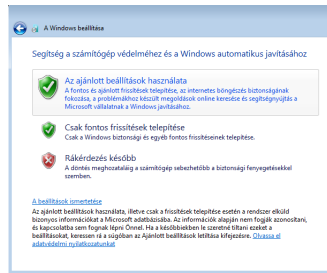 A Windows beállítása
Segítség a számítógép védelméhez és a Windows automatikus javításához
Az ajánlott beállítások használata
A fontos és ajánlott frissítések telepítése, az internetes böngészés biztonságának
fokozása, a problémákhoz készült megoldások online keresése és segítségnyújtás a
Microsoft vállalatnak a Windows javításához.
Csak fontos frissítések telepítése
Csak a Windows biztonsági és egyéb fontos frissítéseinek telepítése.
Rákérdezés később
A döntés meghozataláig a számítógép sebezhetőbb a biztonsági fenyegetésekkel
szemben.
A beállítások ismertetése
Az ajánlott beállítások használata, illetve csak a frissítések telepítése esetén a rendszer elküld
bizonyos információkat a Microsoft adatbázisába. Az információk alapján nem fogják azonosítani,
és kapcsolatba sem fognak lépni Önnel. Ha a későbbiekben le szeretné tiltani ezeket a
beállításokat, keressen rá a súgóban az Ajánlott beállítások letiltása kifejezésre. Olvassa el
adatvédelmi nyilatkozatunkat